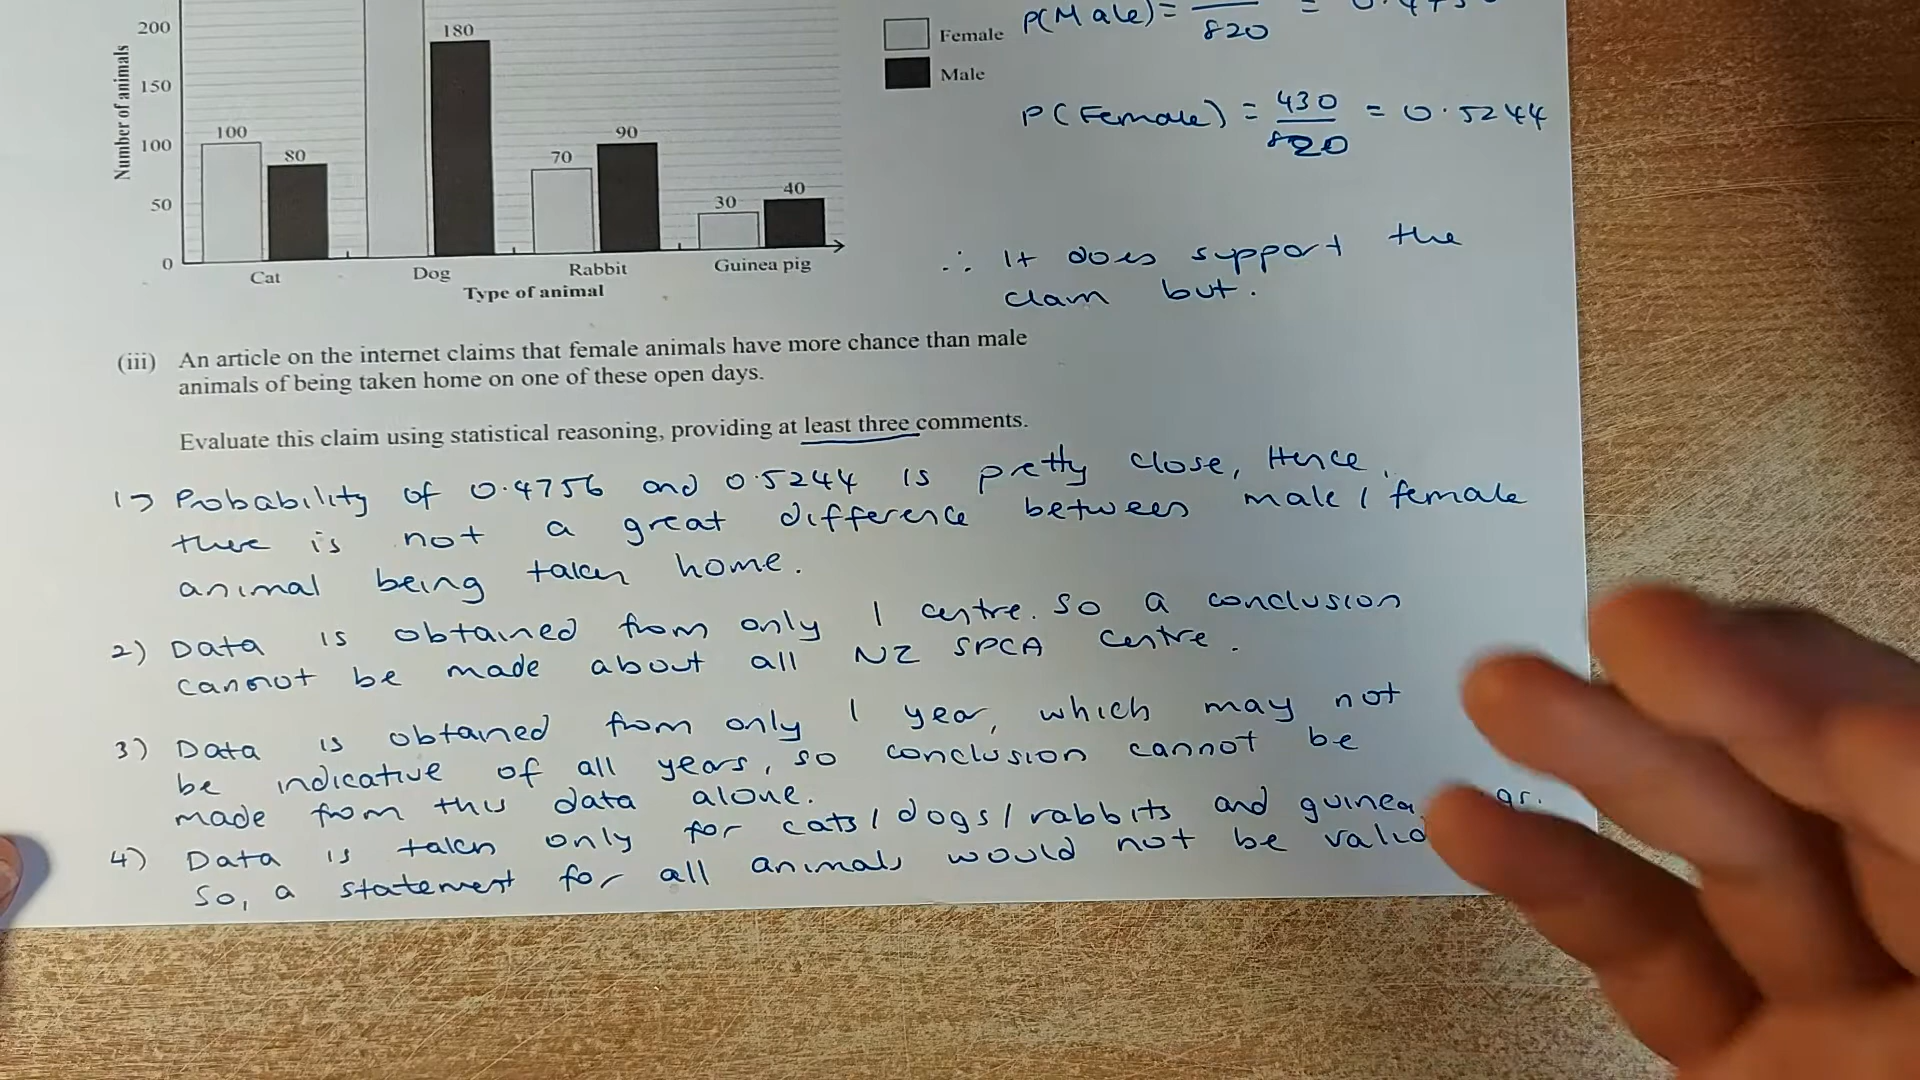 200
150
100
50
0
Number of animals
100
80
180
70
90
30
40
Cat
Dog
Rabbit
Guinea pig
Type of animal
Female
Male
P(Male) =
820
=
P(Female) = 430 = 0.5244
820
∴ It does support the
claim but.
(iii) An article on the internet claims that female animals have more chance than male
animals of being taken home on one of these open days.
Evaluate this claim using statistical reasoning, providing at least three comments.
1) Probability of 0.4756 and 0.5244 is pretty close, Hence,
there is not a great difference between male / female
animal being taken home.
2) Data is obtained from only 1 centre. So a conclusion
cannot be made about all NZ SPCA centre.
3) Data is obtained from only 1 year, which may not
be indicative of all years, so conclusion cannot be
made from this data alone.
4) Data is taken only for cats / dogs / rabbits and guinea
So, a statement for all animals would not be valid